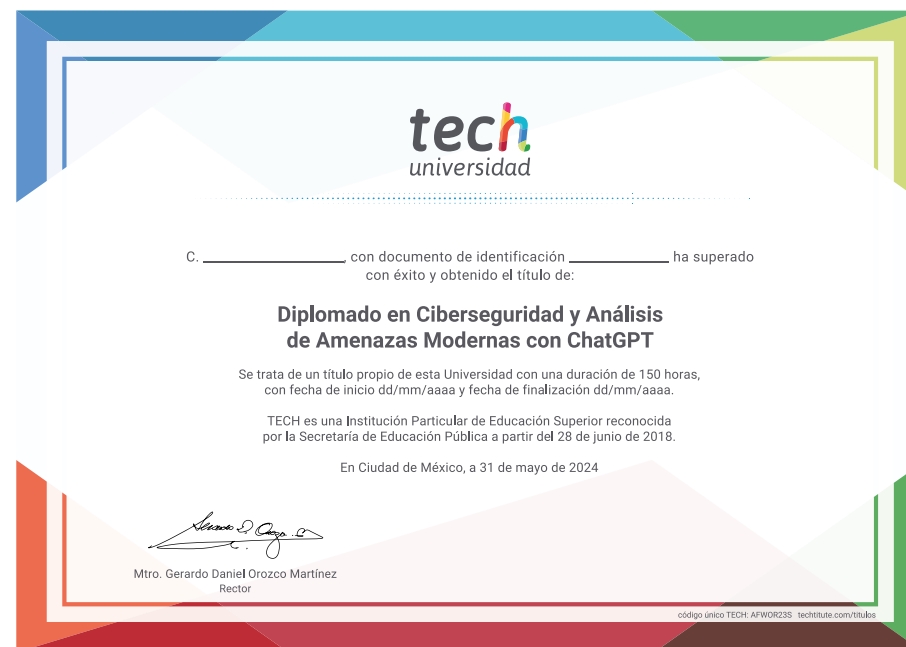 tech
universidad
C. ____________________, con documento de identificación ______________ ha superado
con éxito y obtenido el título de:
Diplomado en Ciberseguridad y Análisis
de Amenazas Modernas con ChatGPT
Se trata de un título propio de esta Universidad con una duración de 150 horas,
con fecha de inicio dd/mm/aaaa y fecha de finalización dd/mm/aaaa.
TECH es una Institución Particular de Educación Superior reconocida
por la Secretaría de Educación Pública a partir del 28 de junio de 2018.
En Ciudad de México, a 31 de mayo de 2024
Mtro. Gerardo Daniel Orozco Martínez
Rector
código único TECH: AFWOR23S techtitute.com/titulos